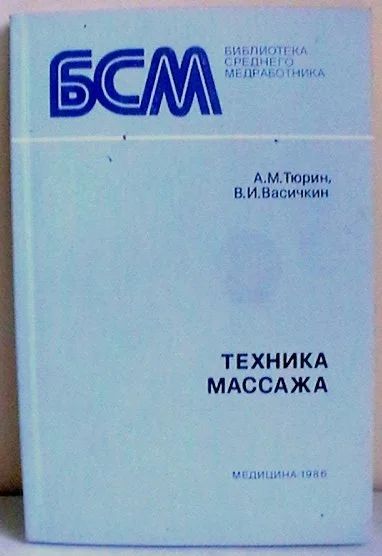 БСМ
БИБЛИОТЕКА
СРЕДНЕГО
МЕДРАБОТНИКА
А.М.Тюрин,
В.И.Васичкин
ТЕХНИКА
МАССАЖА
МЕДИЦИНА·1986